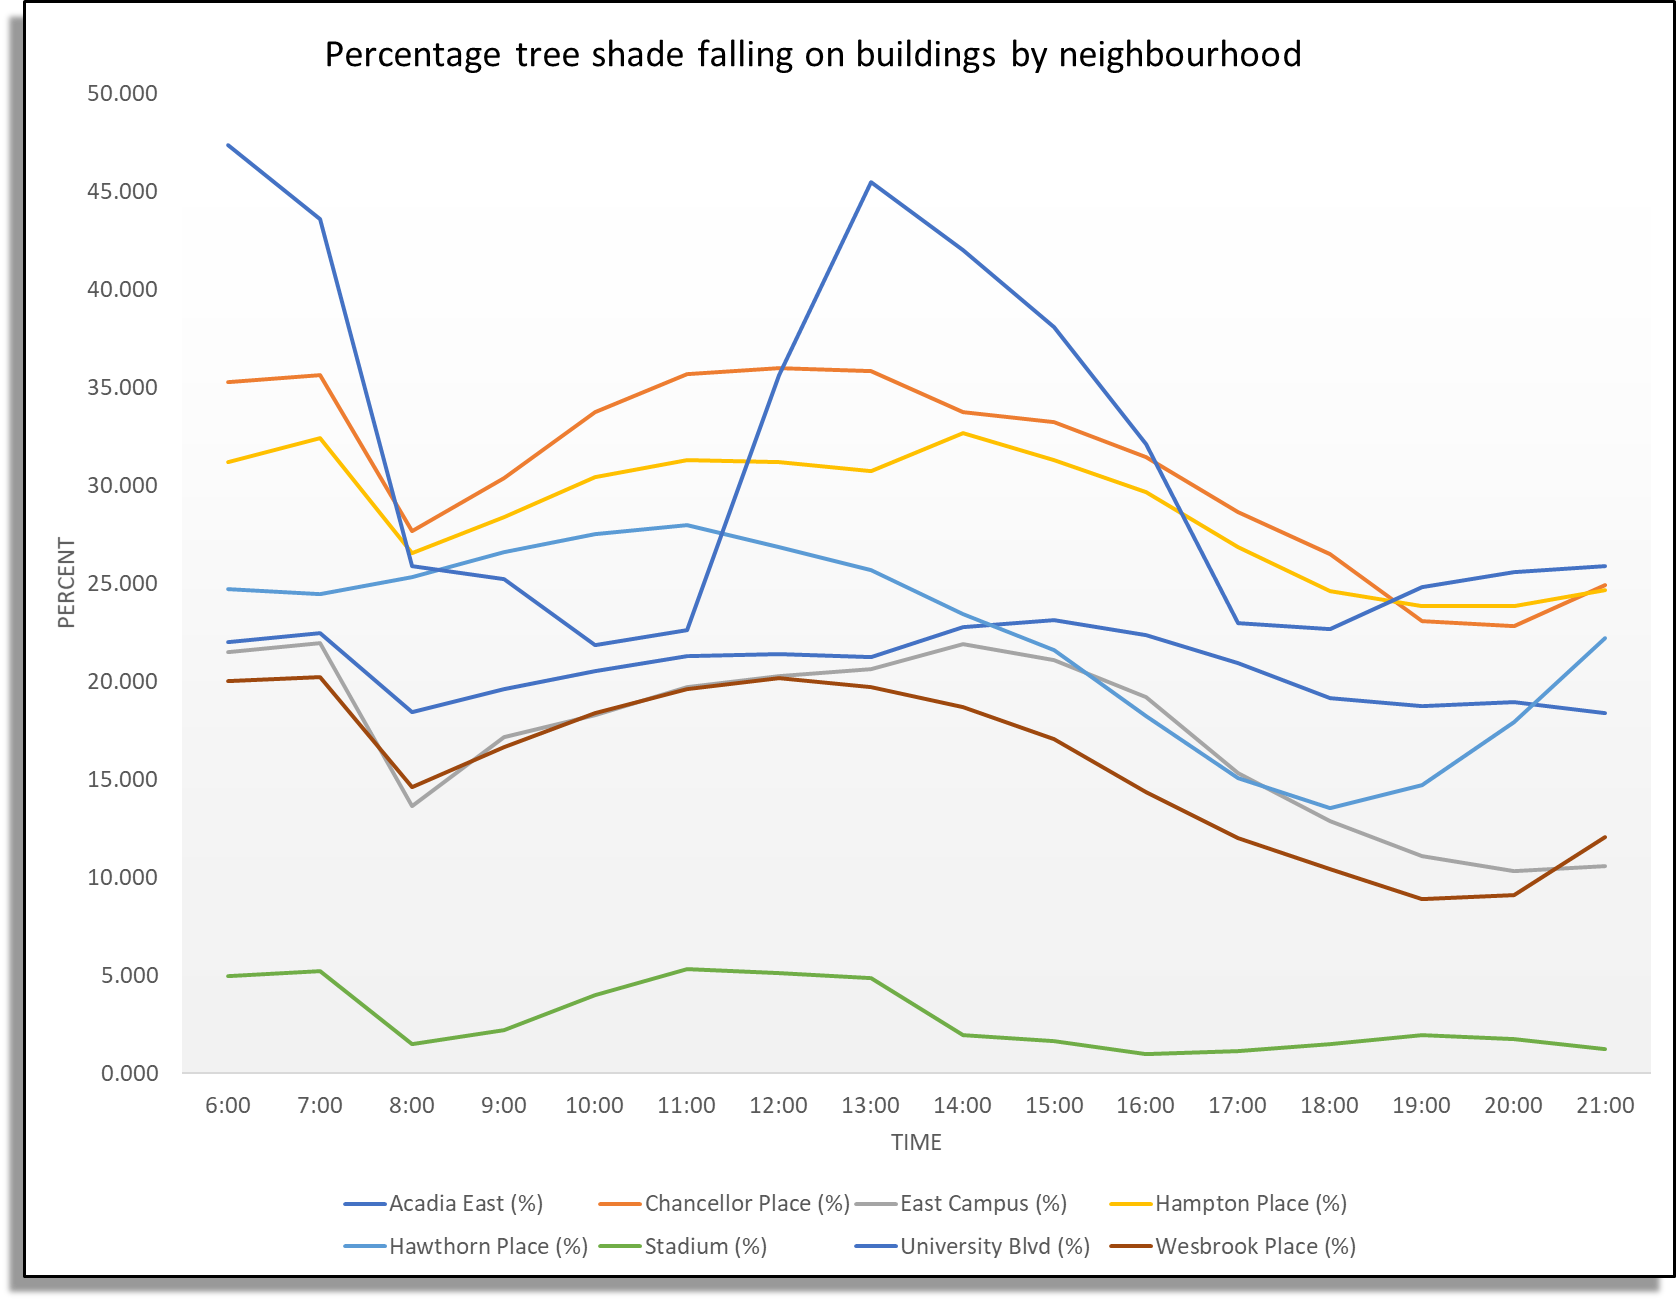 Percentage tree shade falling on buildings by neighbourhood
50.000
45.000
40.000
35.000
30.000
25.000
20.000
15.000
10.000
5.000
0.000
PERCENT
6:00 7:00 8:00 9:00 10:00 11:00 12:00 13:00 14:00 15:00 16:00 17:00 18:00 19:00 20:00 21:00
TIME
Acadia East (%) Chancellor Place (%) East Campus (%) Hampton Place (%)
Hawthorn Place (%) Stadium (%) University Blvd (%) Wesbrook Place (%)